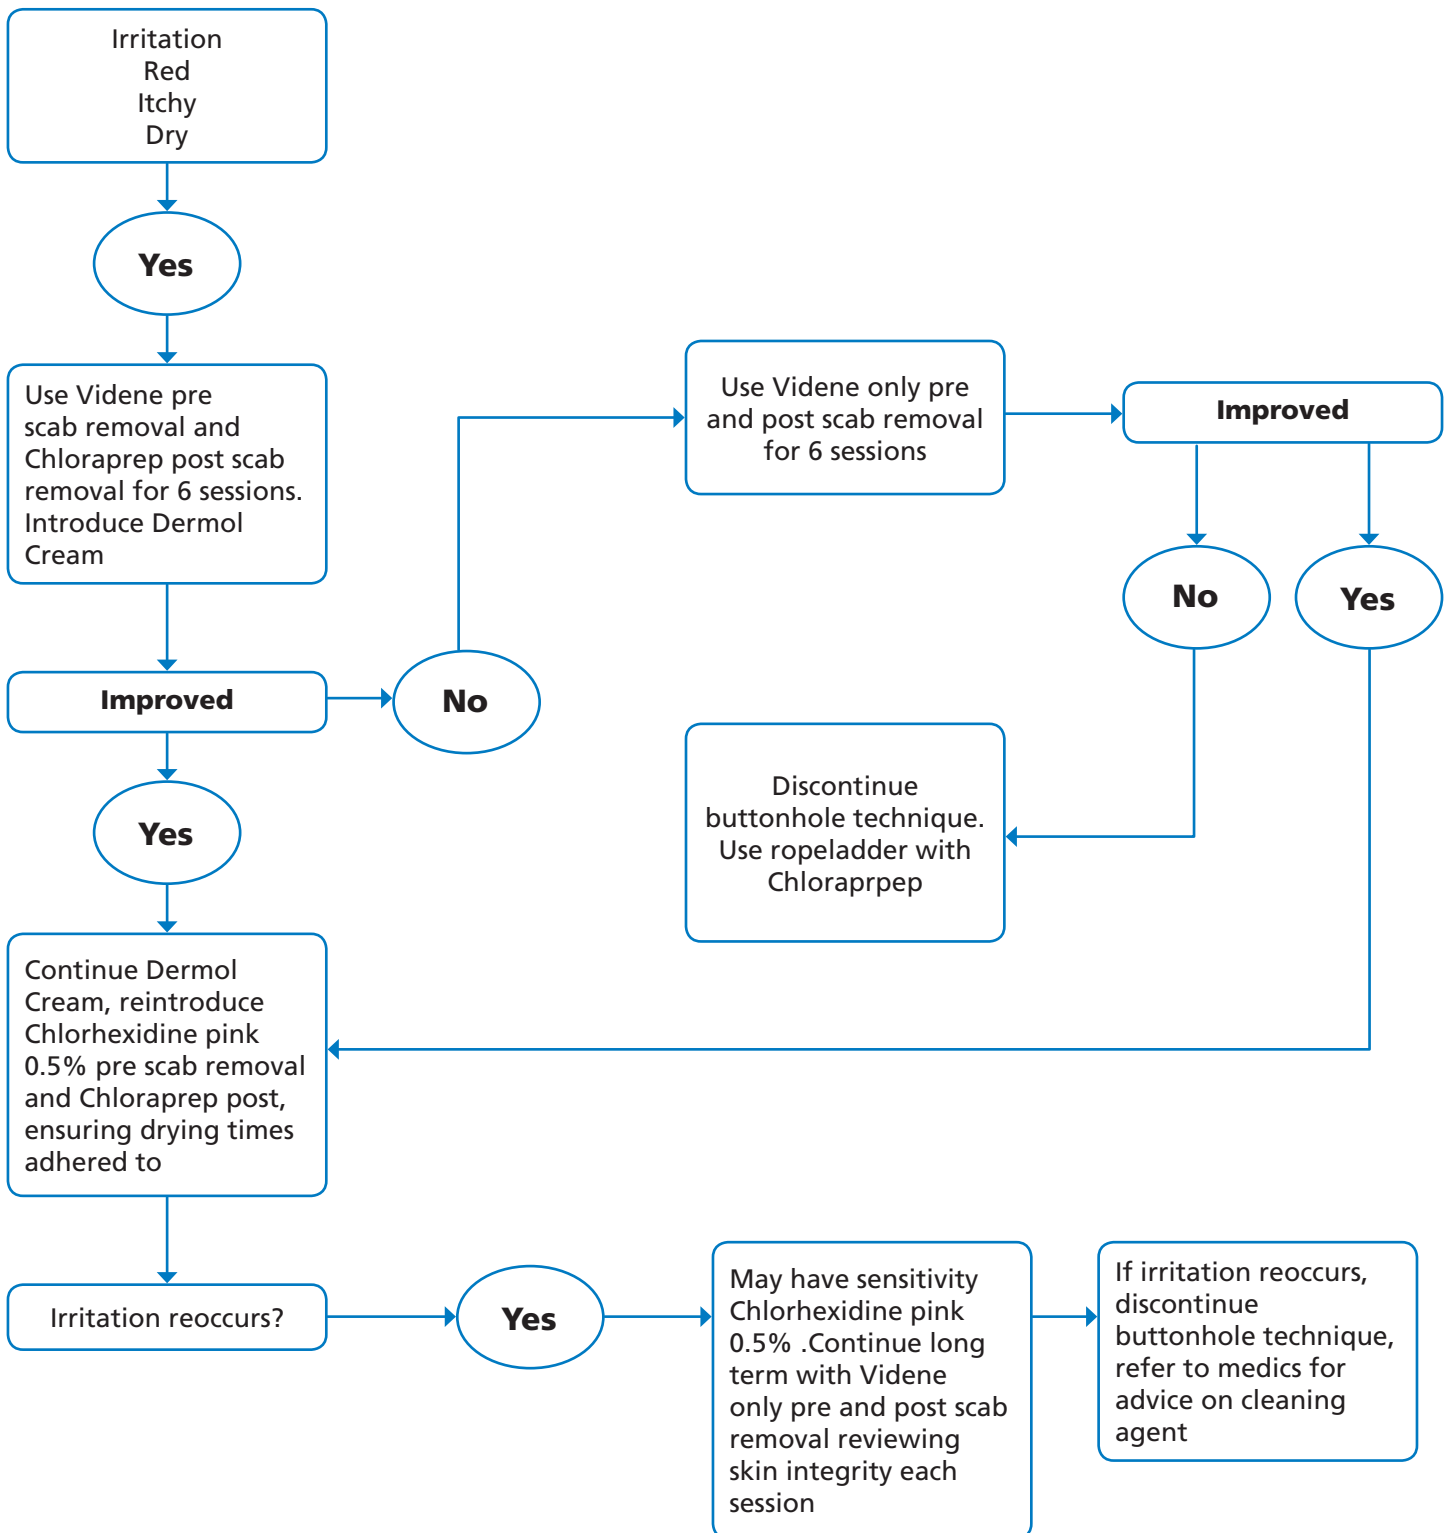 Irritation
Red
Itchy
Dry
Yes
Use Videne pre
scab removal and
Chloraprep post scab
removal for 6 sessions.
Introduce Dermol
Cream
Improved
No
Use Videne only pre
and post scab removal
for 6 sessions
Improved
No
Yes
Discontinue
buttonhole technique.
Use ropeladder with
Chloraprpep
Yes
Continue Dermol
Cream, reintroduce
Chlorhexidine pink
0.5% pre scab removal
and Chloraprep post,
ensuring drying times
adhered to
Irritation reoccurs?
Yes
May have sensitivity
Chlorhexidine pink
0.5% .Continue long
term with Videne
only pre and post scab
removal reviewing
skin integrity each
session
If irritation reoccurs,
discontinue
buttonhole technique,
refer to medics for
advice on cleaning
agent